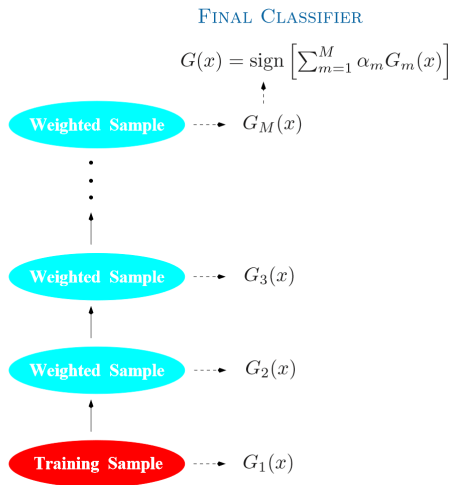 FINAL CLASSIFIER
G(x) = sign [∑_{m=1}^{M} α_m G_m(x)]
Weighted Sample G_M(x)
Weighted Sample G_3(x)
Weighted Sample G_2(x)
Training Sample G_1(x)